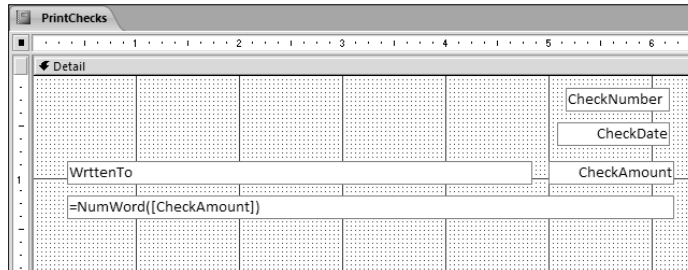 PrintChecks
1 2 3 4 5 6
Detail
CheckNumber
CheckDate
1
WrttenTo CheckAmount
=NumWord([CheckAmount])